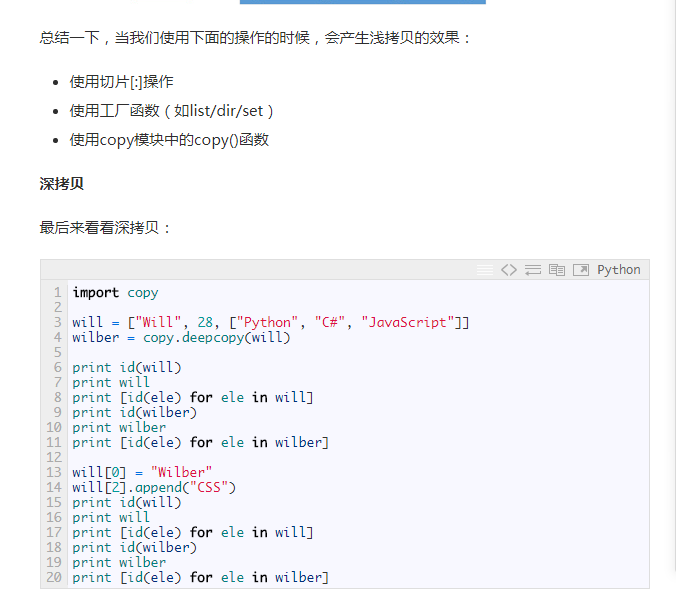 总结一下，当我们使用下面的操作的时候，会产生浅拷贝的效果：
使用切片[:]操作
使用工厂函数（如list/dir/set）
使用copy模块中的copy()函数
深拷贝
最后来看看深拷贝：
Python
1 import copy
2
3 will = ["Will", 28, ["Python", "C#", "JavaScript"]]
4 wilber = copy.deepcopy(will)
5
6 print id(will)
7 print will
8 print [id(ele) for ele in will]
9 print id(wilber)
10 print wilber
11 print [id(ele) for ele in wilber]
12
13 will[0] = "Wilber"
14 will[2].append("CSS")
15 print id(will)
16 print will
17 print [id(ele) for ele in will]
18 print id(wilber)
19 print wilber
20 print [id(ele) for ele in wilber]